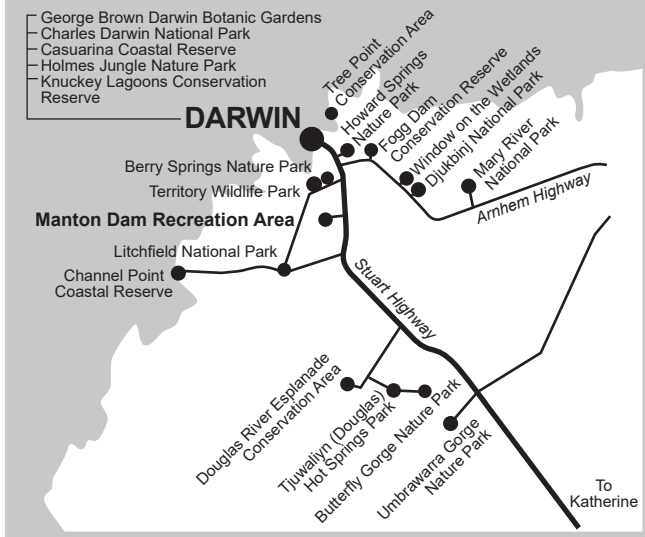 George Brown Darwin Botanic Gardens
Charles Darwin National Park
Casuarina Coastal Reserve
Holmes Jungle Nature Park
Knuckey Lagoons Conservation
Reserve
DARWIN
Tree Point
Conservation Area
Howard Springs
Nature Park
Fogg Dam
Conservation Reserve
Window on the Wetlands
Djukbinj National Park
Mary River
National Park
Arnhem Highway
Berry Springs Nature Park
Territory Wildlife Park
Manton Dam Recreation Area
Litchfield National Park
Channel Point
Coastal Reserve
Stuart Highway
Douglas River Esplanade
Conservation Area
Tjuwaliyn (Douglas)
Hot Springs Park
Butterfly Gorge Nature Park
Umbrawarra Gorge
Nature Park
To
Katherine